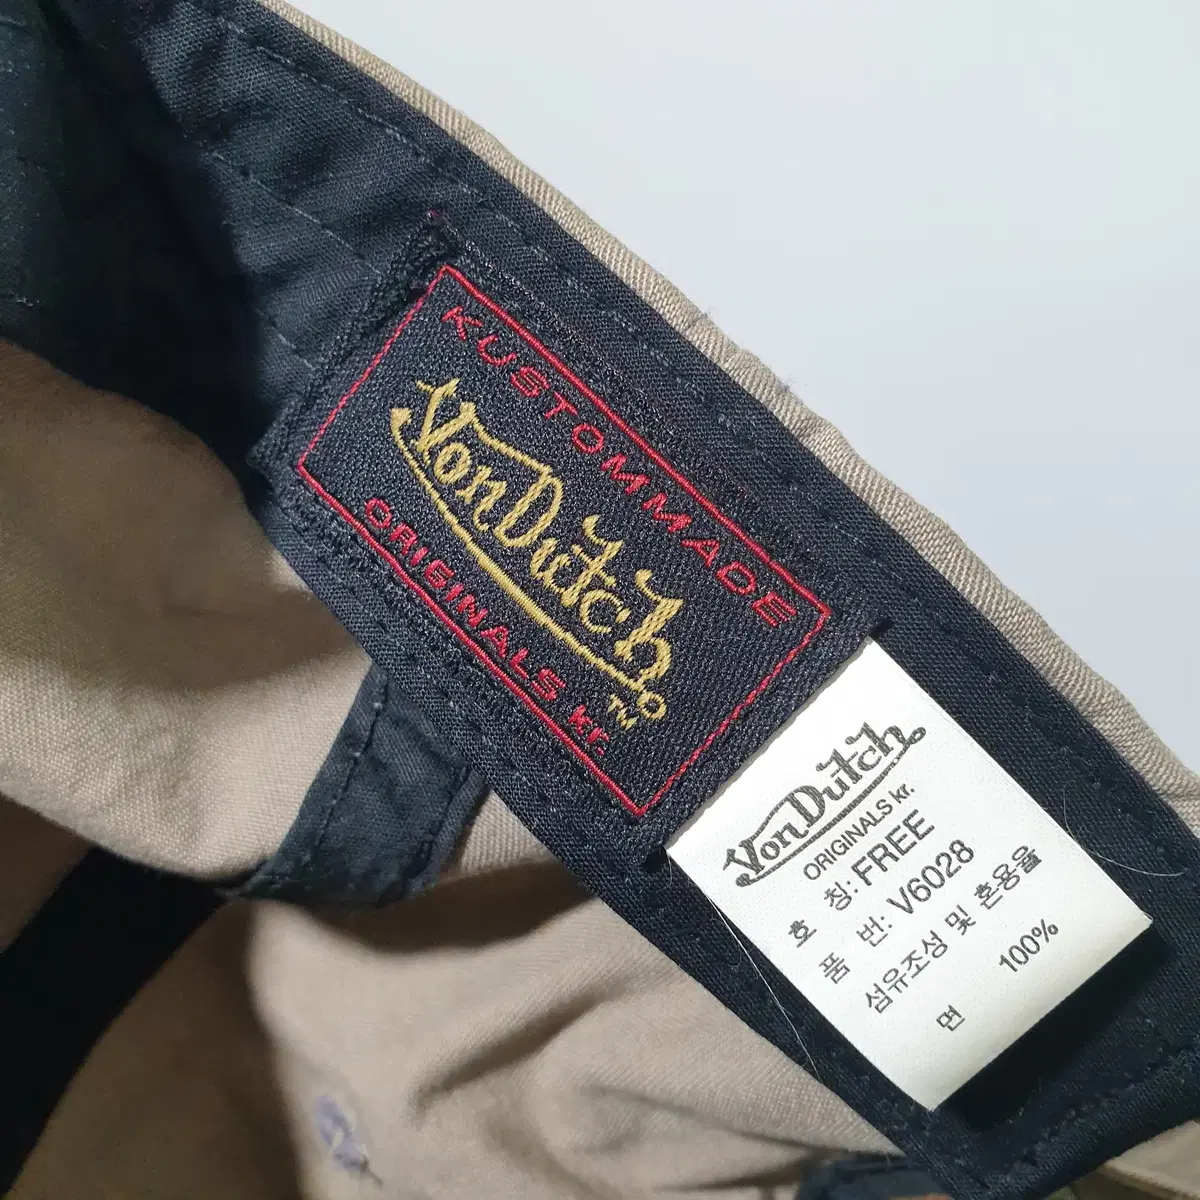 KUSTOMMADE
Von Dutch
TM
ORIGINALS kr.
Von Dutch
ORIGINALS kr.
호 칭: FREE
품 번: V6028
섬유조성 및 혼용율
면 100%